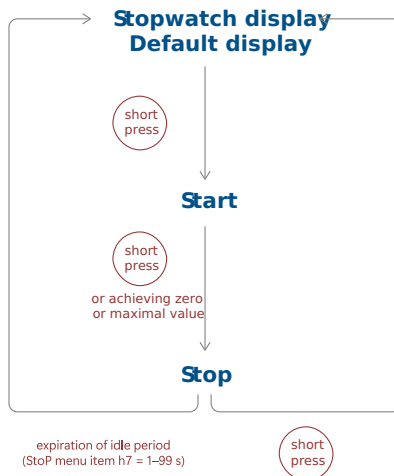 Stopwatch display
Default display
short
press
Start
short
press
or achieving zero
or maximal value
Stop
expiration of idle period
(StoP menu item h7 = 1–99 s)
short
press